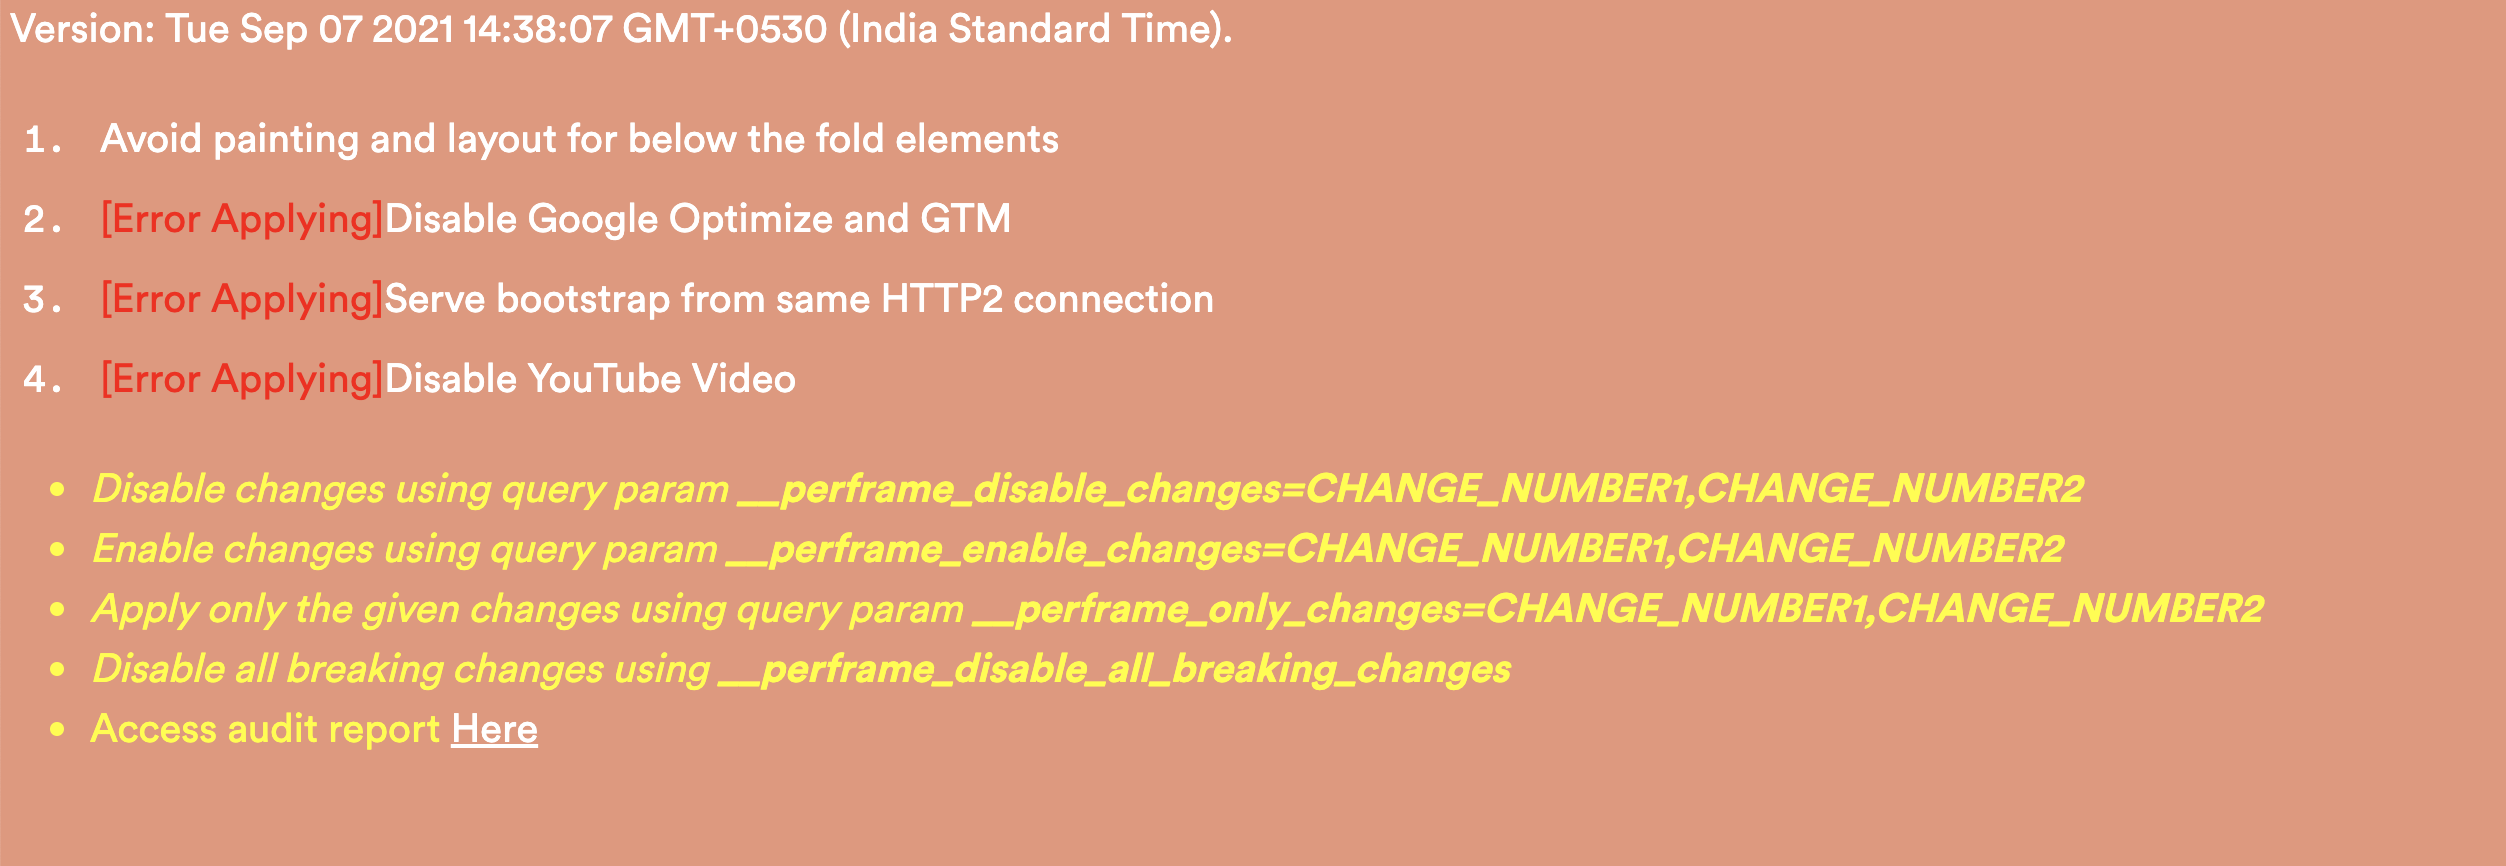 Version: Tue Sep 07 2021 14:38:07 GMT+0530 (India Standard Time).
1. Avoid painting and layout for below the fold elements
2. [Error Applying]Disable Google Optimize and GTM
3. [Error Applying]Serve bootstrap from same HTTP2 connection
4. [Error Applying]Disable YouTube Video
• Disable changes using query param __perframe_disable_changes=CHANGE_NUMBER1,CHANGE_NUMBER2
• Enable changes using query param __perframe_enable_changes=CHANGE_NUMBER1,CHANGE_NUMBER2
• Apply only the given changes using query param __perframe_only_changes=CHANGE_NUMBER1,CHANGE_NUMBER2
• Disable all breaking changes using __perframe_disable_all_breaking_changes
• Access audit report Here